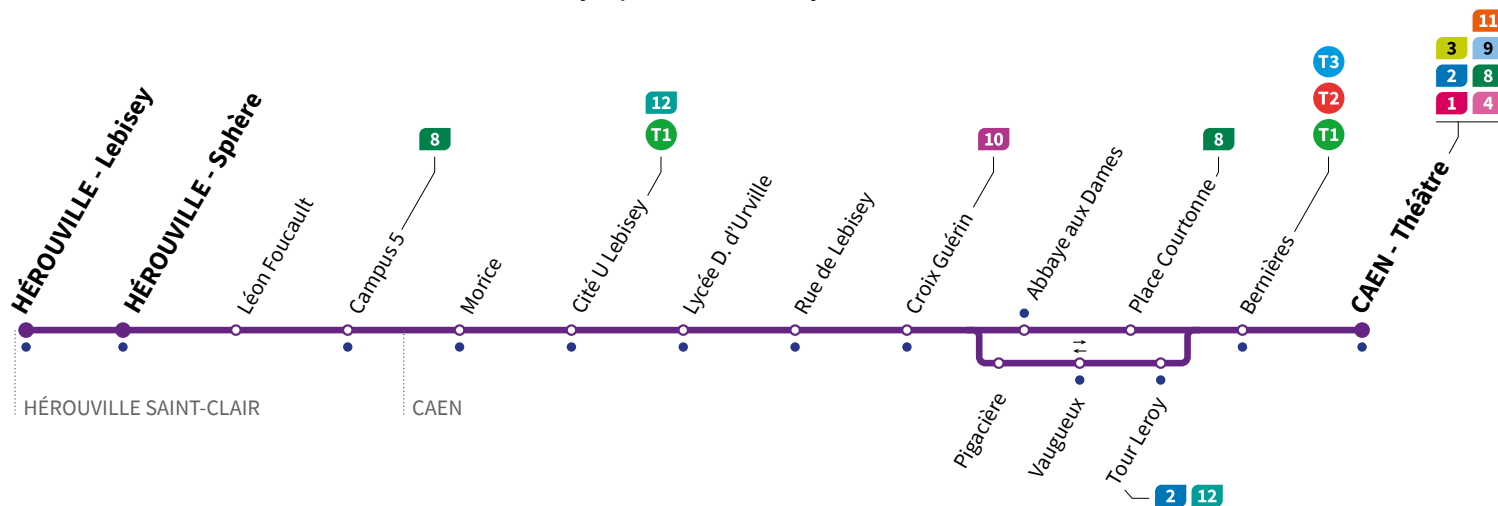 HÉROUVILLE - Lebisey
HÉROUVILLE - Sphère
Léon Foucault
Campus 5
8
Morice
Cité U Lebisey
12
T1
Lycée D. d'Urville
Rue de Lebisey
Croix Guérin
10
Abbaye aux Dames
Place Courtonne
8
Bernières
T3
T2
T1
CAEN - Théâtre
11
3 9
2 8
1 4
Pigacière
Vaugueux
Tour Leroy
2 12
HÉROUVILLE SAINT-CLAIR
CAEN